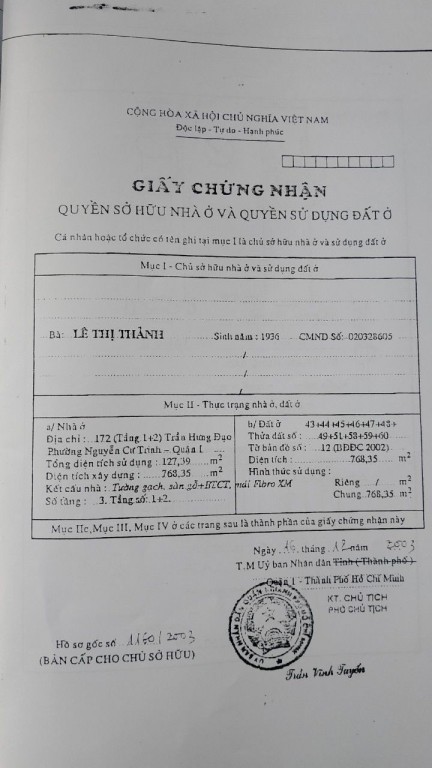 CỘNG HÒA XÃ HỘI CHỦ NGHĨA VIỆT NAM
Độc lập - Tự do - Hạnh phúc
GIẤY CHỨNG NHẬN
QUYỀN SỞ HỮU NHÀ Ở VÀ QUYỀN SỬ DỤNG ĐẤT Ở
Cá nhân hoặc tổ chức có tên ghi tại mục I là chủ sở hữu nhà ở và sử dụng đất ở
Mục I - Chủ sở hữu nhà ở và sử dụng đất ở
Bà: LÊ THỊ THÀNH Sinh năm : 1936 CMND Số: 020328605
/
/
/
Mục II - Thực trạng nhà ở, đất ở
a/ Nhà ở
Địa chỉ : 172 (Tầng 1+2) Trần Hưng Đạo
Phường Nguyễn Cư Trinh – Quận I
Tổng diện tích sử dụng : 127,39 m2
Diện tích xây dựng : 768,35 m2
Kết cấu nhà : Tường gạch, sàn gỗ+BTCT, mái Fibro XM
Số tầng : 3. Tầng số: 1+2.
b/ Đất ở 43+44+45+46+47+48+
Thửa đất số : 49+51+58+59+60
Tờ bản đồ số : 12 (BĐĐC 2002)
Diện tích : 768,35 m2
Hình thức sử dụng :
Riêng / m2
Chung 768,35 m2
Mục IIc, Mục III, Mục IV ở các trang sau là thành phần của giấy chứng nhận này
Ngày 16 tháng 12 năm 2003
T.M Uỷ ban Nhân dân Tỉnh (Thành phố)
Quận 1 - Thành Phố Hồ Chí Minh
KT. CHỦ TỊCH
PHÓ CHỦ TỊCH
Hồ sơ gốc số 1160/2003
(BẢN CẤP CHO CHỦ SỞ HỮU)
Trần Vĩnh Tuyến